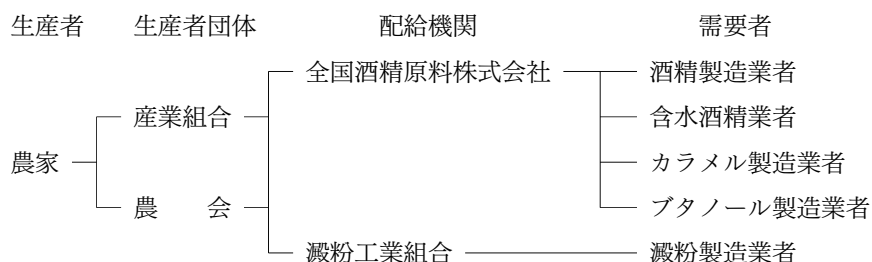 生産者 生産者団体 配給機関 需要者
全国酒精原料株式会社 酒精製造業者
産業組合 含水酒精業者
農家 カラメル製造業者
農　　会 ブタノール製造業者
澱粉工業組合 澱粉製造業者